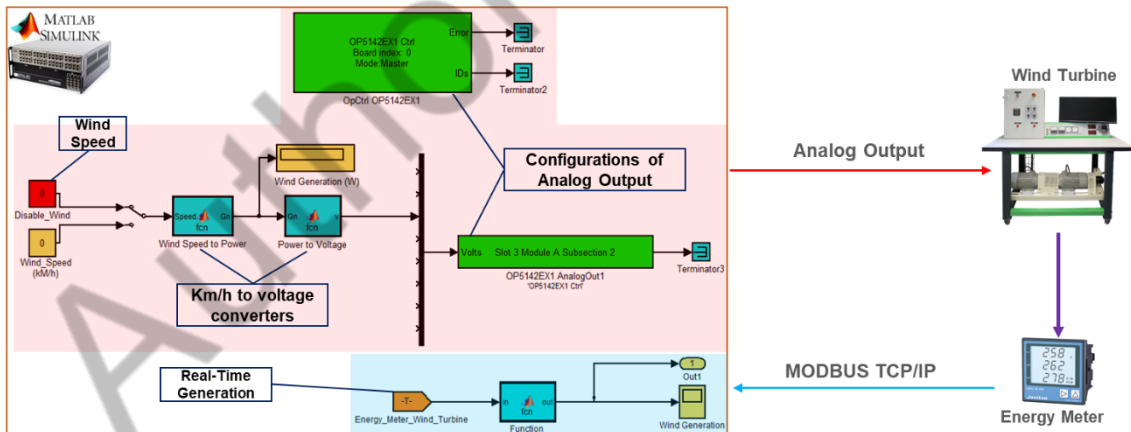 MATLAB
SIMULINK
OP5142EX1 Ctrl
Board index: 0
Mode:Master
Error
IDs
OpCtrl OP5142EX1
Terminator
Terminator2
Wind
Speed
0
Disable_Wind
0
Wind_Speed
(kM/h)
Speed
Gn
fcn
Wind Speed to Power
Wind Generation (W)
Gn
v
fcn
Power to Voltage
Km/h to voltage
converters
Configurations of
Analog Output
Volts
Slot 3 Module A Subsection 2
OP5142EX1 AnalogOut1
'OP5142EX1 Ctrl'
Terminator3
Real-Time
Generation
-T-
Energy_Meter_Wind_Turbine
in
out
fcn
Function
1
Out1
Wind Generation
Analog Output
Wind Turbine
MODBUS TCP/IP
258
262
278
Janitza
Energy Meter
Autho